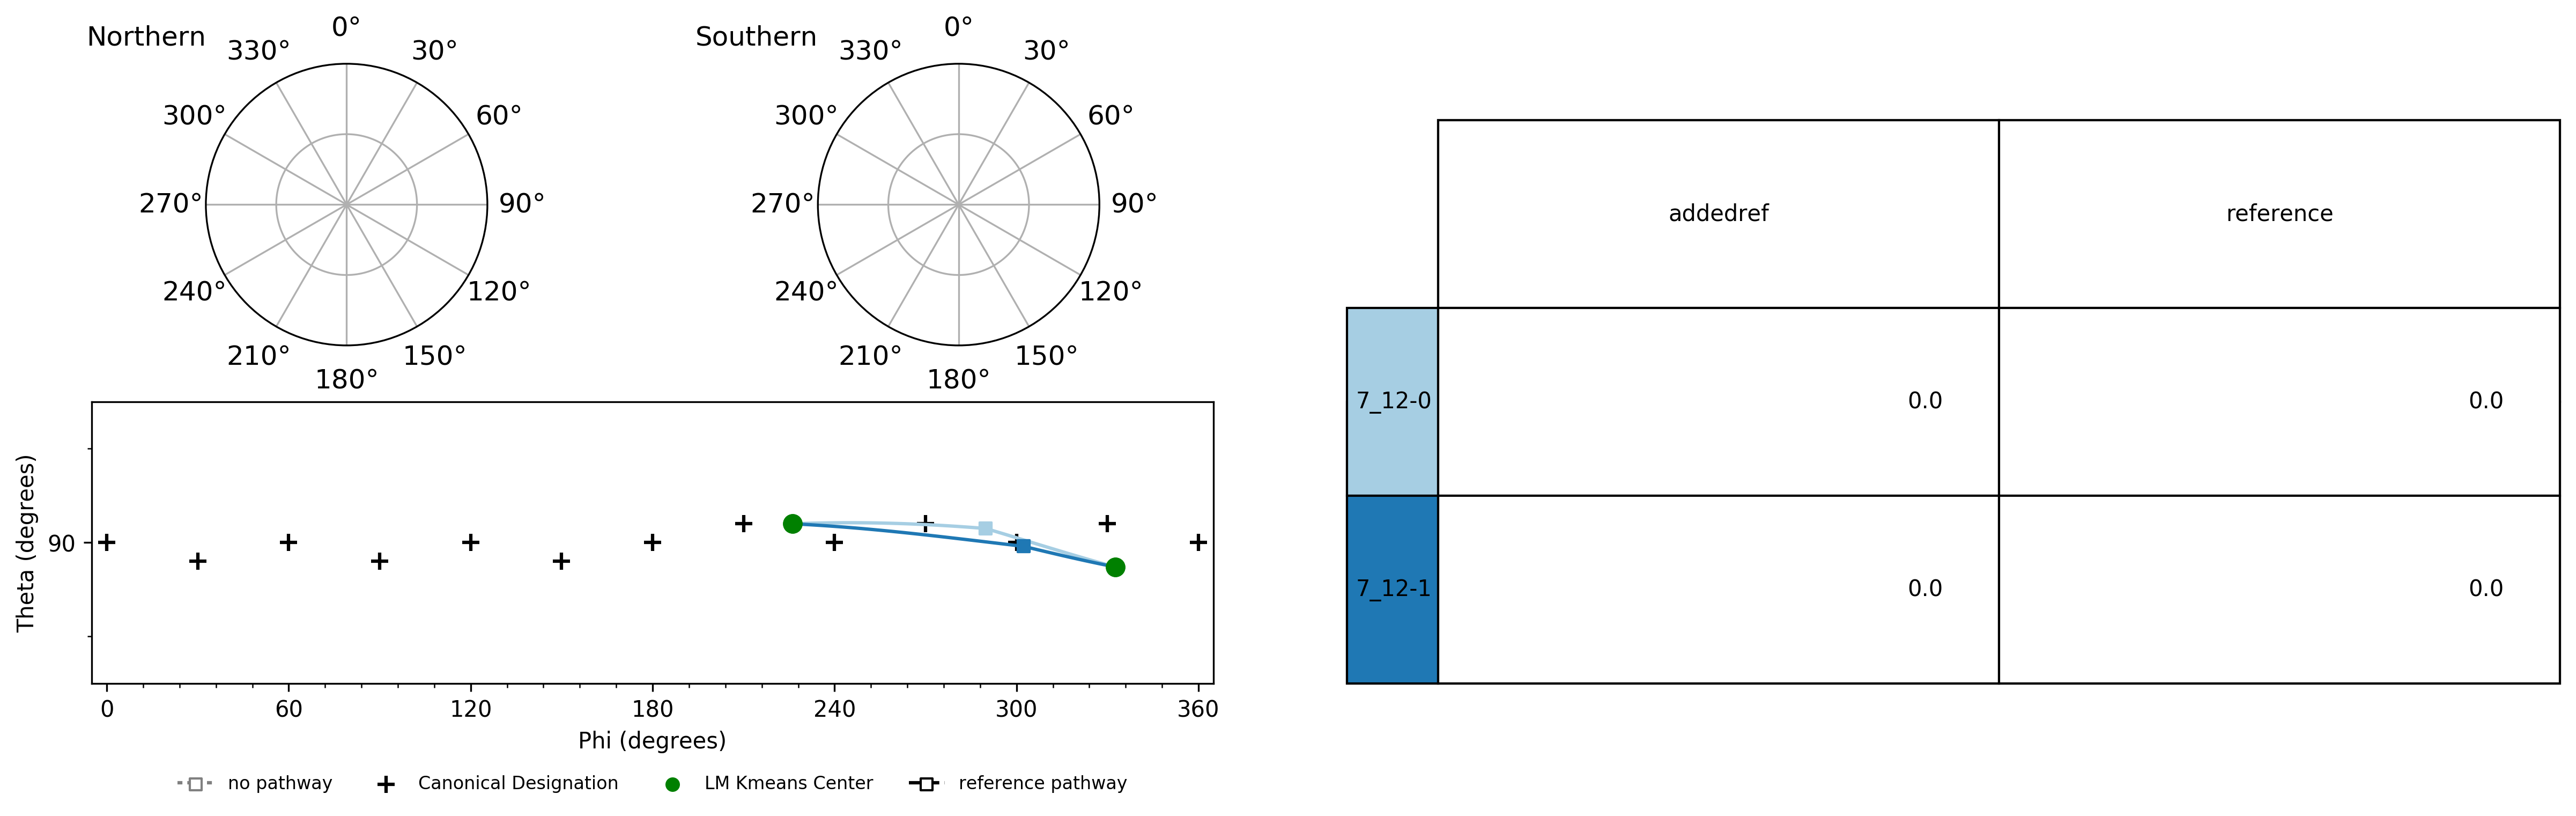 Northern
0°
30°
60°
90°
120°
150°
180°
210°
240°
270°
300°
330°
Southern
0°
30°
60°
90°
120°
150°
180°
210°
240°
270°
300°
330°
Theta (degrees)
90
0 60 120 180 240 300 360
Phi (degrees)
no pathway Canonical Designation LM Kmeans Center reference pathway
addedref reference
7_12-0 0.0 0.0
7_12-1 0.0 0.0